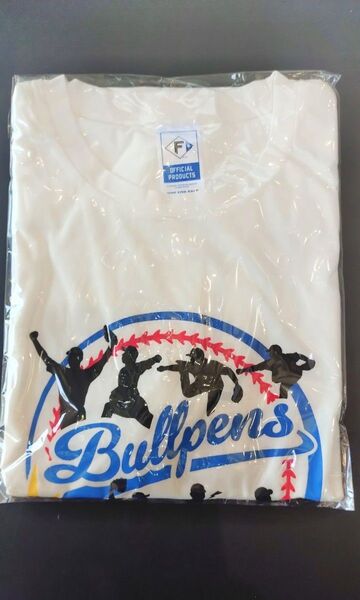 F
OFFICIAL
PRODUCTS
Bullpens